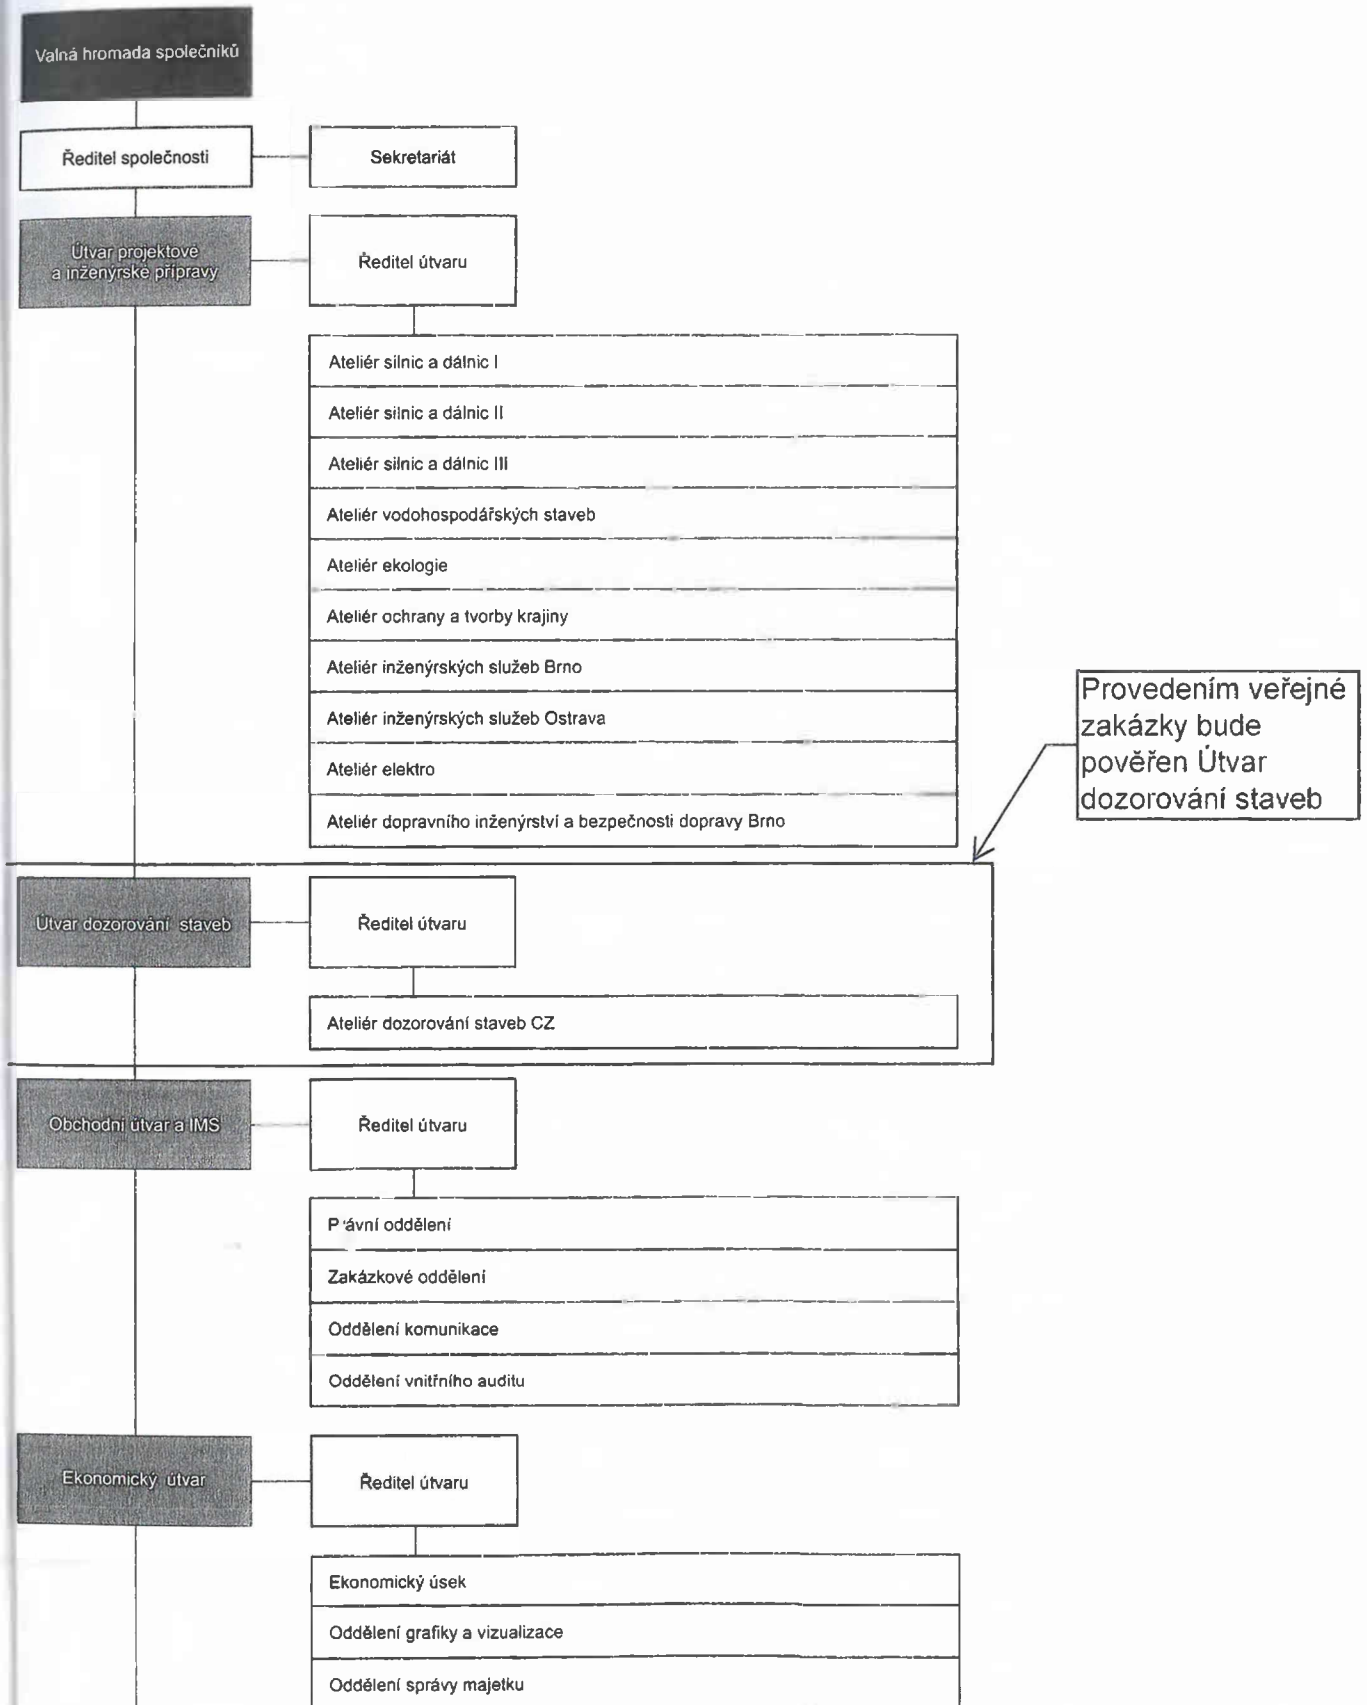 Valná hromada společníků
Ředitel společnosti
Sekretariát
Útvar projektové
a inženýrské přípravy
Ředitel útvaru
Ateliér silnic a dálnic I
Ateliér silnic a dálnic II
Ateliér silnic a dálnic III
Ateliér vodohospodářských staveb
Ateliér ekologie
Ateliér ochrany a tvorby krajiny
Ateliér inženýrských služeb Brno
Ateliér inženýrských služeb Ostrava
Ateliér elektro
Ateliér dopravního inženýrství a bezpečnosti dopravy Brno
Provedením veřejné
zakázky bude
pověřen Útvar
dozorování staveb
Útvar dozorování staveb
Ředitel útvaru
Ateliér dozorování staveb CZ
Obchodní útvar a IMS
Ředitel útvaru
Právní oddělení
Zakázkové oddělení
Oddělení komunikace
Oddělení vnitřního auditu
Ekonomický útvar
Ředitel útvaru
Ekonomický úsek
Oddělení grafiky a vizualizace
Oddělení správy majetku